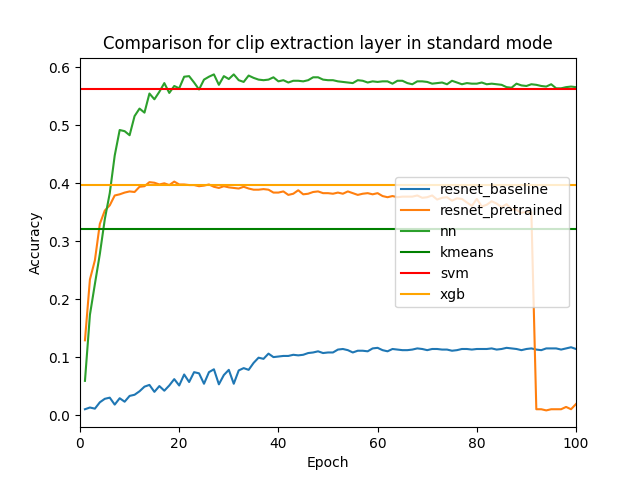 Comparison for clip extraction layer in standard mode
Accuracy
0.6
0.5
0.4
0.3
0.2
0.1
0.0
resnet_baseline
resnet_pretrained
nn
kmeans
svm
xgb
0 20 40 60 80 100
Epoch